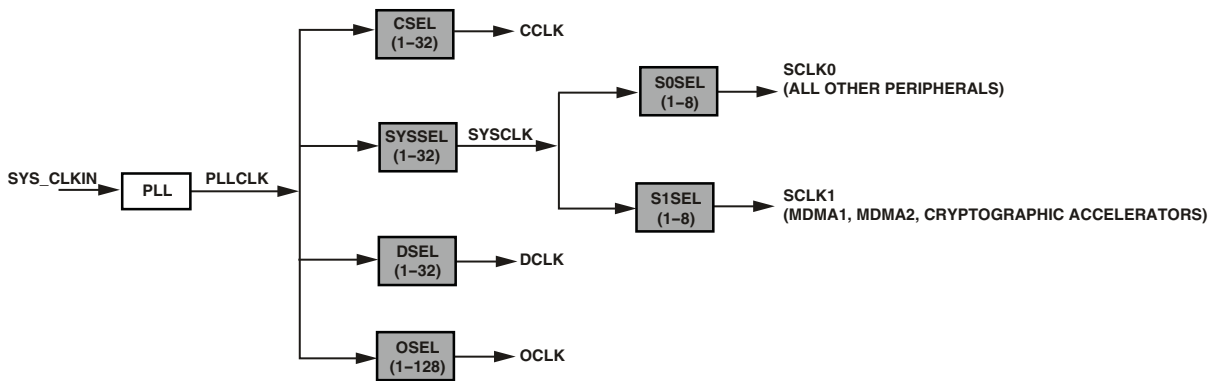 SYS_CLKIN
PLL
PLLCLK
CSEL
(1–32)
CCLK
SYSSEL
(1–32)
SYSCLK
S0SEL
(1–8)
SCLK0
(ALL OTHER PERIPHERALS)
S1SEL
(1–8)
SCLK1
(MDMA1, MDMA2, CRYPTOGRAPHIC ACCELERATORS)
DSEL
(1–32)
DCLK
OSEL
(1–128)
OCLK